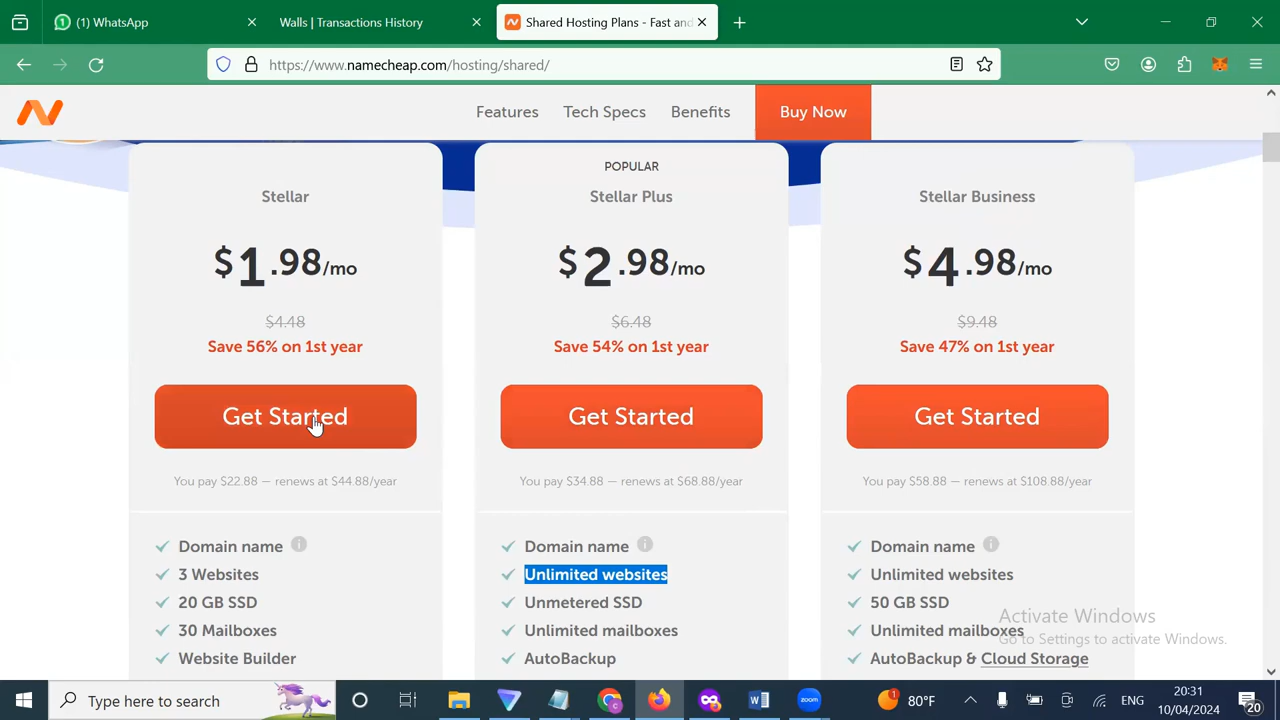 (1) WhatsApp
Walls | Transactions History
Shared Hosting Plans - Fast and
https://www.namecheap.com/hosting/shared/
Features
Tech Specs
Benefits
Buy Now
Stellar
$1.98/mo
$4.48
Save 56% on 1st year
Get Started
You pay $22.88 — renews at $44.88/year
Domain name
3 Websites
20 GB SSD
30 Mailboxes
Website Builder
POPULAR
Stellar Plus
$2.98/mo
$6.48
Save 54% on 1st year
Get Started
You pay $34.88 — renews at $68.88/year
Domain name
Unlimited websites
Unmetered SSD
Unlimited mailboxes
AutoBackup
Stellar Business
$4.98/mo
$9.48
Save 47% on 1st year
Get Started
You pay $58.88 — renews at $108.88/year
Domain name
Unlimited websites
50 GB SSD
Unlimited mailboxes
AutoBackup & Cloud Storage
Activate Windows
Go to Settings to activate Windows.
Type here to search
1
80°F
ENG
20:31
10/04/2024
20